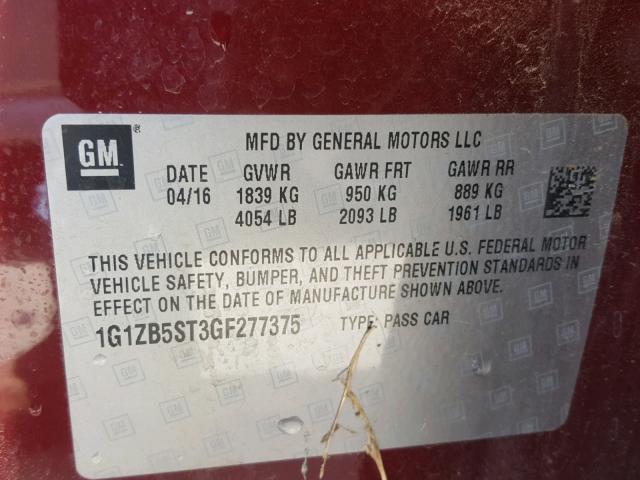 GM ®
MFD BY GENERAL MOTORS LLC
DATE GVWR GAWR FRT GAWR RR
04/16 1839 KG 950 KG 889 KG
4054 LB 2093 LB 1961 LB
THIS VEHICLE CONFORMS TO ALL APPLICABLE U.S. FEDERAL MOTOR
VEHICLE SAFETY, BUMPER, AND THEFT PREVENTION STANDARDS IN
EFFECT ON THE DATE OF MANUFACTURE SHOWN ABOVE.
1G1ZB5ST3GF277375 TYPE: PASS CAR